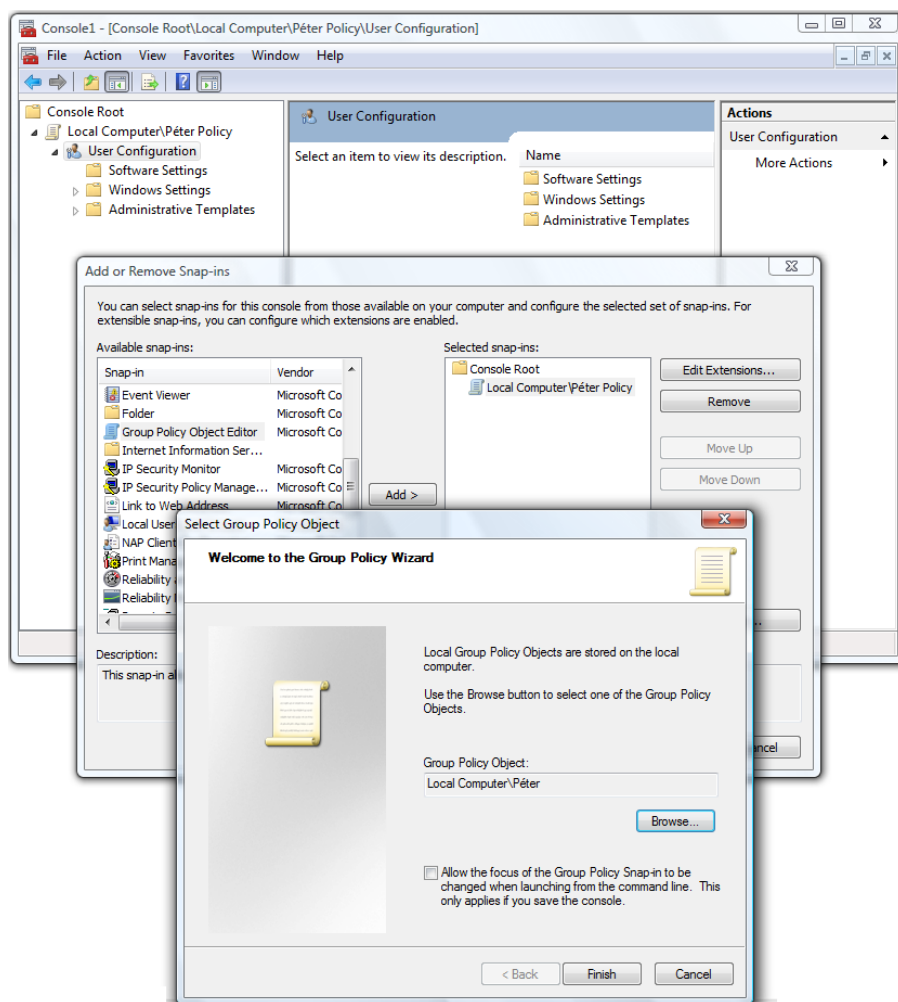 Console1 - [Console Root\Local Computer\Péter Policy\User Configuration]
File Action View Favorites Window Help
Console Root
Local Computer\Péter Policy
User Configuration
Software Settings
Windows Settings
Administrative Templates
User Configuration
Select an item to view its description.
Name
Software Settings
Windows Settings
Administrative Templates
Actions
User Configuration
More Actions
Add or Remove Snap-ins
You can select snap-ins for this console from those available on your computer and configure the selected set of snap-ins. For
extensible snap-ins, you can configure which extensions are enabled.
Available snap-ins:
Snap-in Vendor
Event Viewer Microsoft Co
Folder Microsoft Co
Group Policy Object Editor Microsoft Co
Internet Information Ser...
IP Security Monitor Microsoft Co
IP Security Policy Manage... Microsoft Co
Link to Web Address Microsoft Co
Local User
NAP Client
Print Mana
Reliability
Reliability
Add >
Selected snap-ins:
Console Root
Local Computer\Péter Policy
Edit Extensions...
Remove
Move Up
Move Down
Description:
This snap-in al
Select Group Policy Object
Welcome to the Group Policy Wizard
Local Group Policy Objects are stored on the local
computer.
Use the Browse button to select one of the Group Policy
Objects.
Group Policy Object:
Local Computer\Péter
Browse...
Allow the focus of the Group Policy Snap-in to be
changed when launching from the command line. This
only applies if you save the console.
< Back Finish Cancel